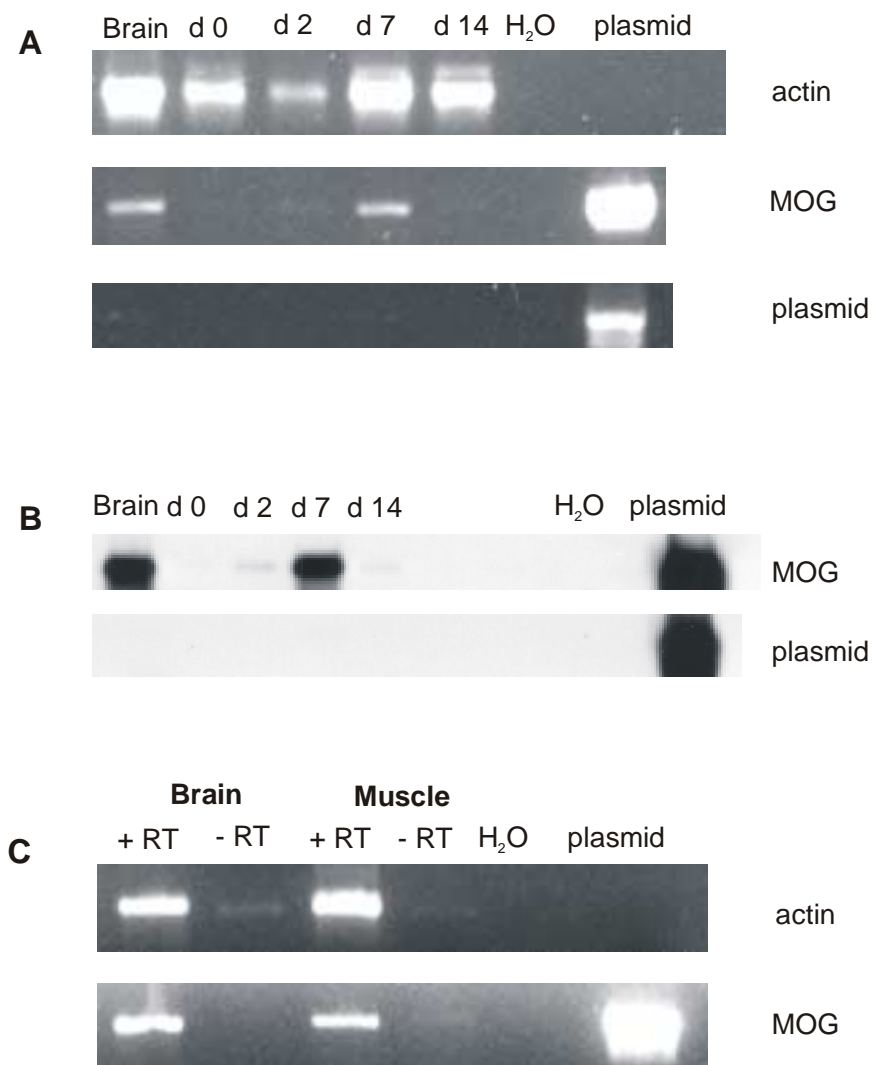 A
Brain d 0 d 2 d 7 d 14 H₂O plasmid
actin
MOG
plasmid
B
Brain d 0 d 2 d 7 d 14 H₂O plasmid
MOG
plasmid
Brain Muscle
C
+ RT - RT + RT - RT H₂O plasmid
actin
MOG